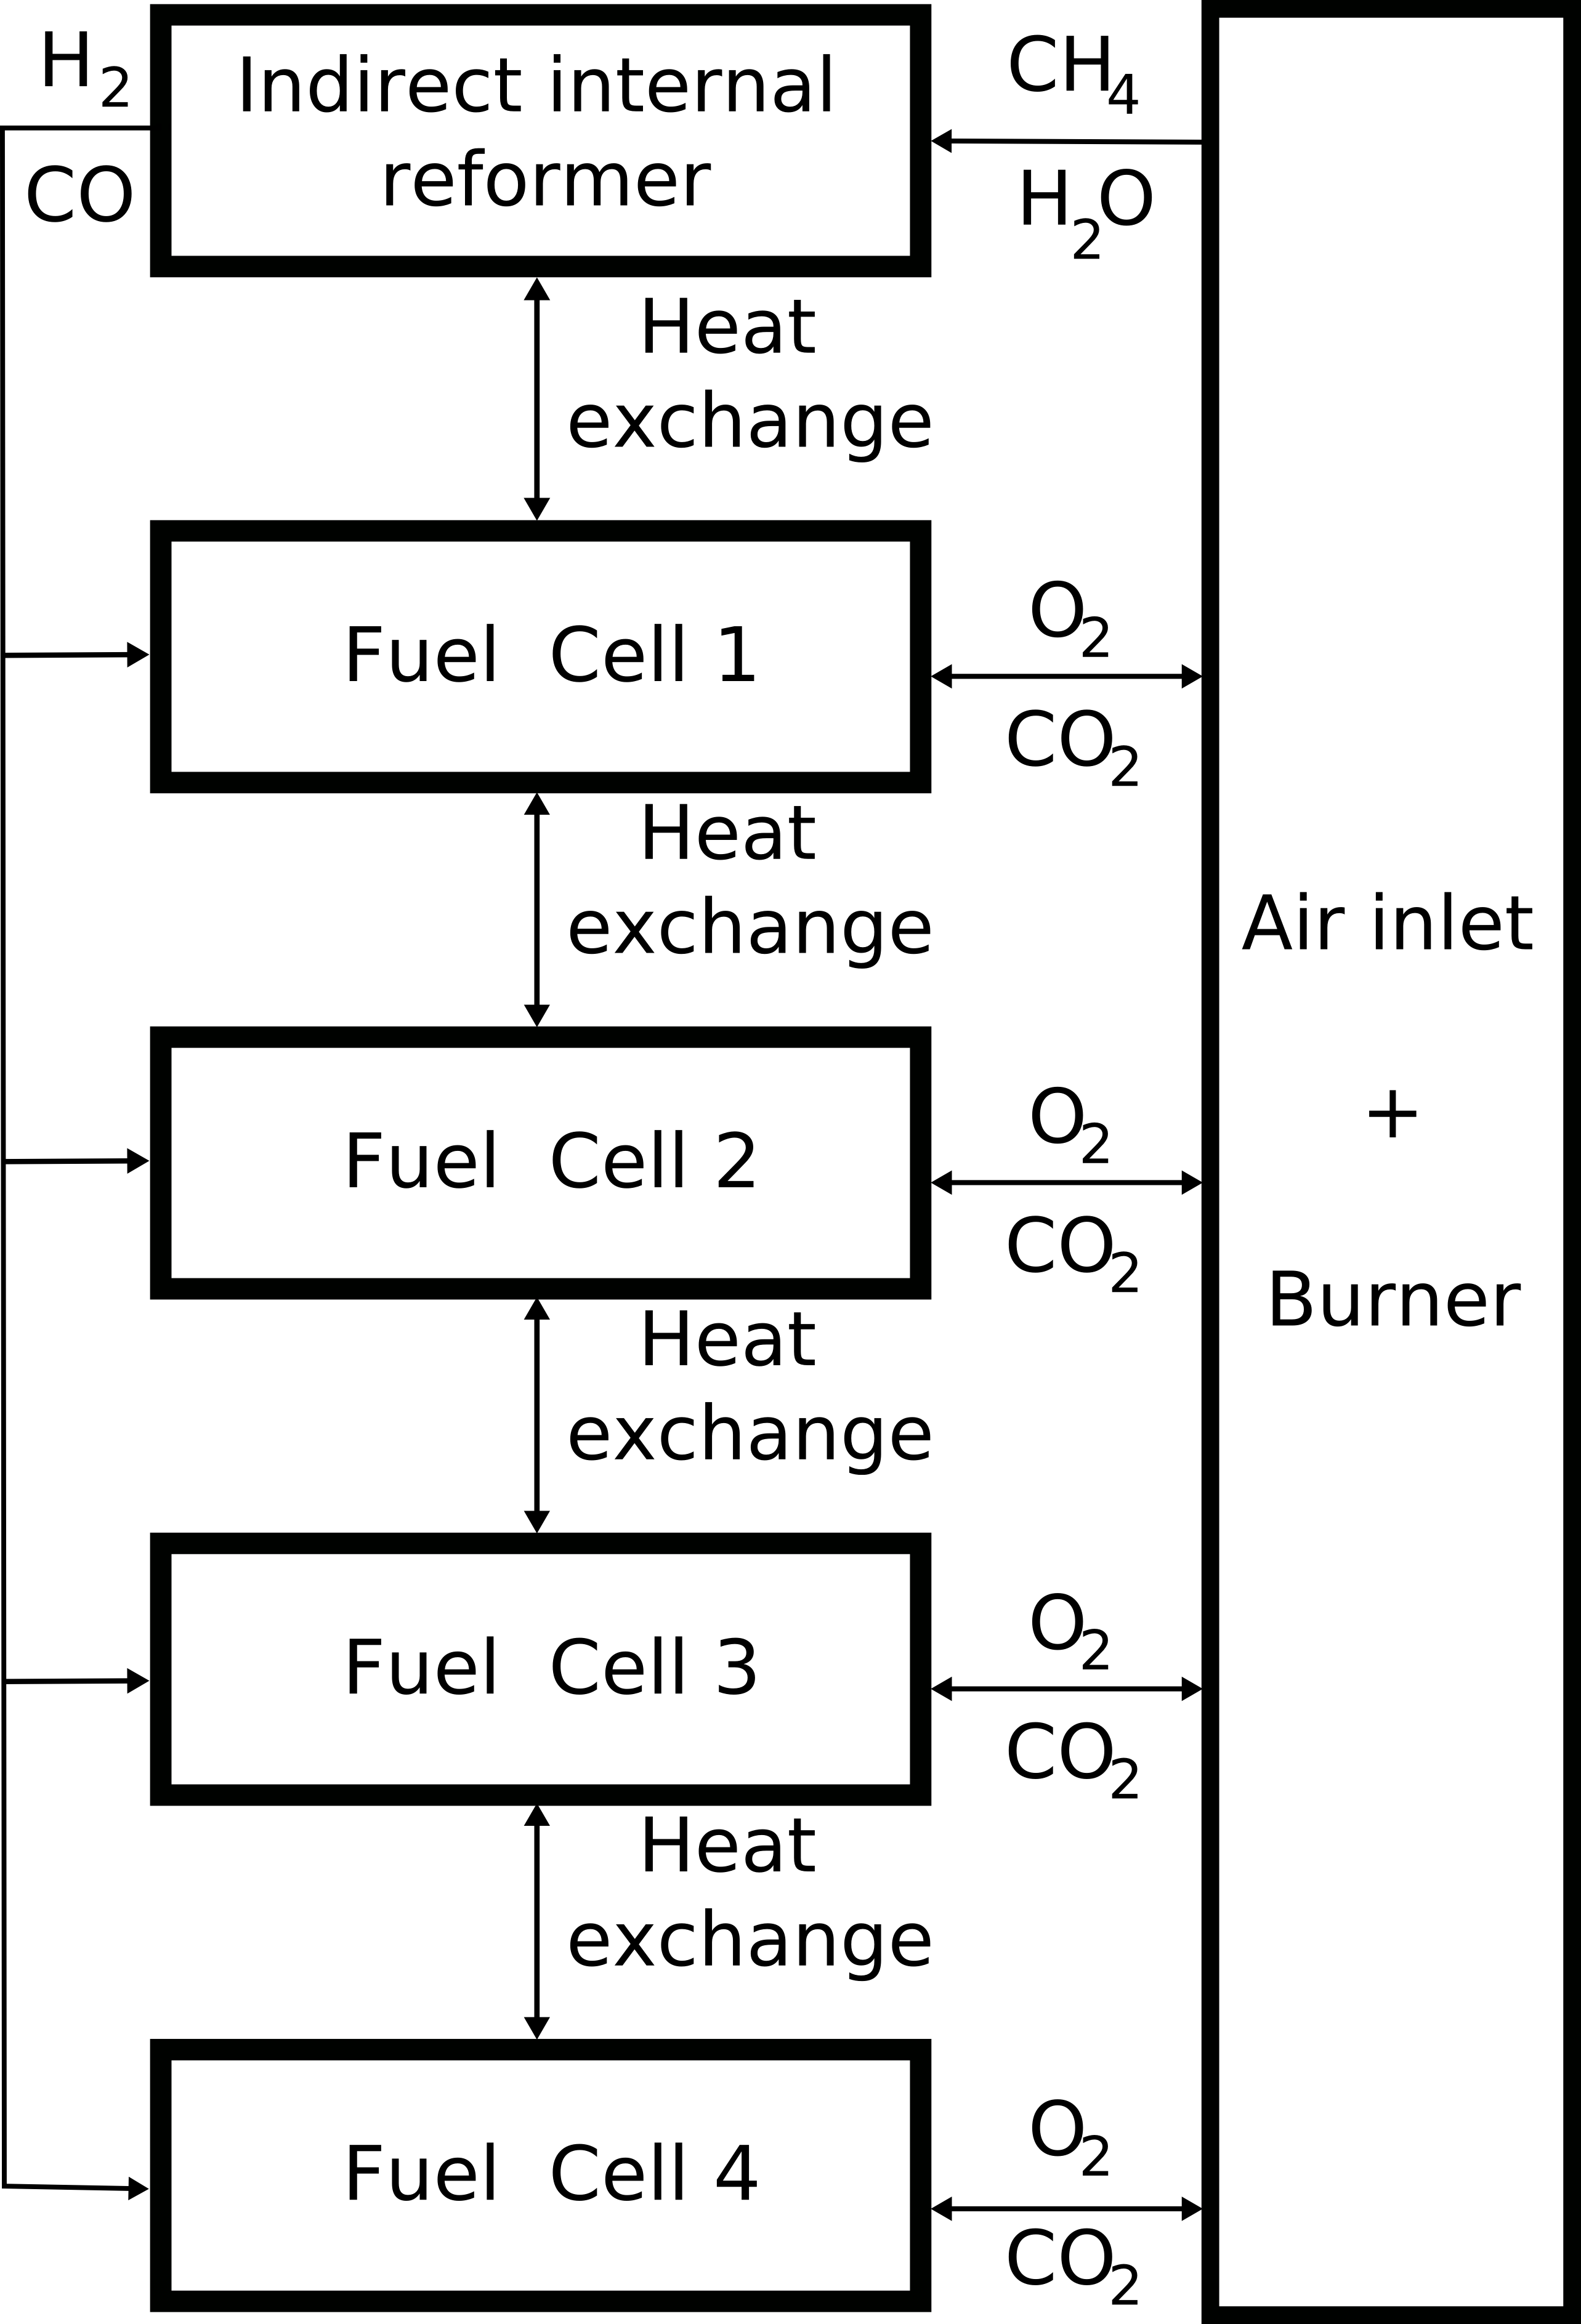 H2
CO
Indirect internal
reformer
CH4
H2O
Heat
exchange
Fuel Cell 1
O2
CO2
Heat
exchange
Air inlet
+
Burner
Fuel Cell 2
O2
CO2
Heat
exchange
Fuel Cell 3
O2
CO2
Heat
exchange
Fuel Cell 4
O2
CO2